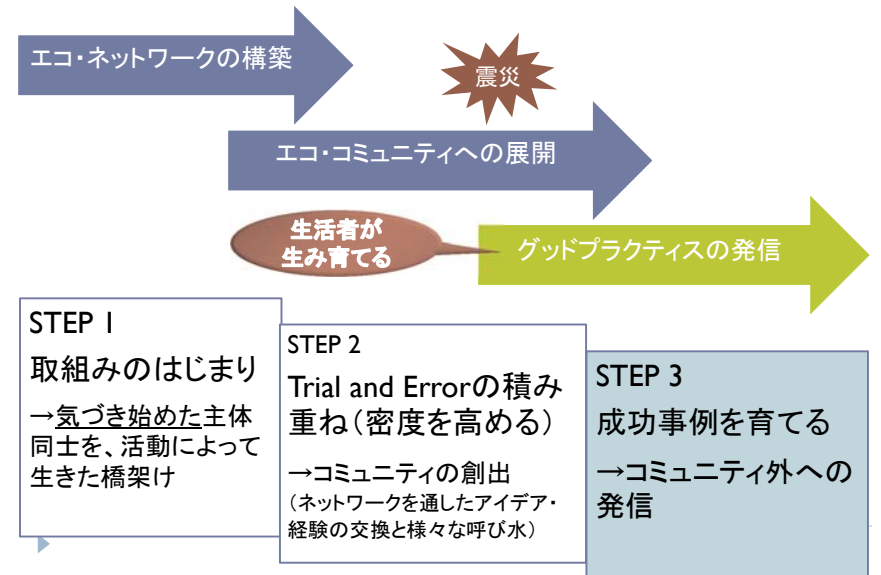 エコ・ネットワークの構築
震災
エコ・コミュニティへの展開
生活者が
生み育てる
グッドプラクティスの発信
STEP 1
取組みのはじまり
→気づき始めた主体
同士を、活動によって
生きた橋架け
STEP 2
Trial and Errorの積み
重ね(密度を高める)
→コミュニティの創出
(ネットワークを通したアイデア・
経験の交換と様々な呼び水)
STEP 3
成功事例を育てる
→コミュニティ外への
発信